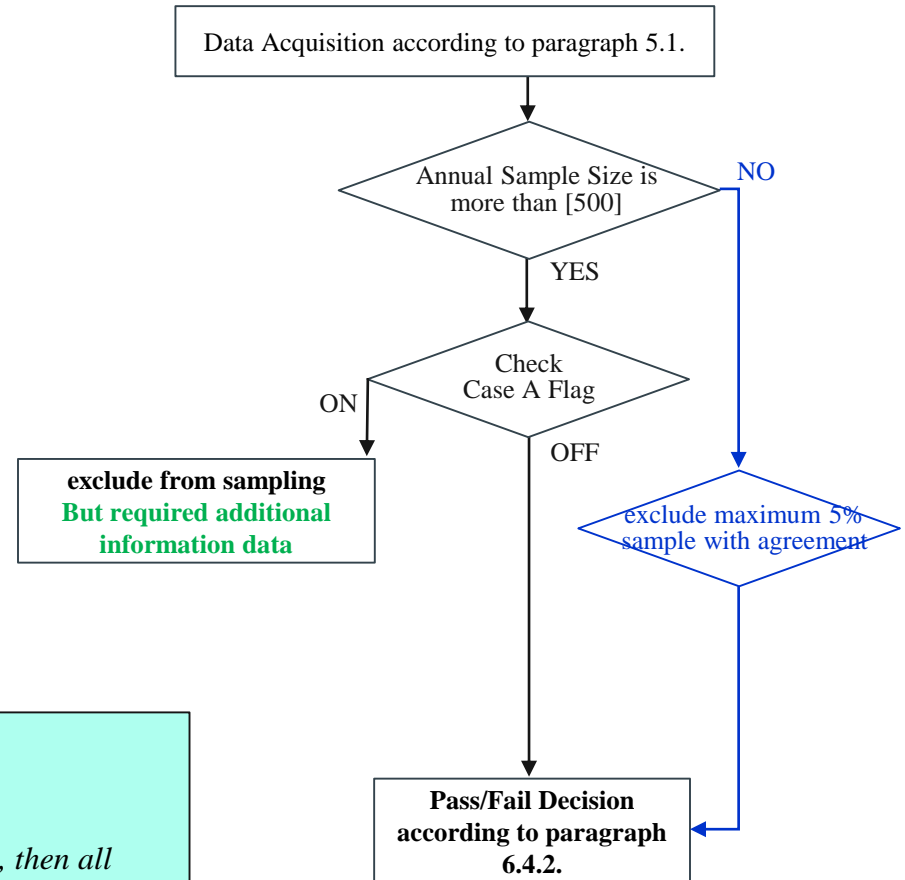 Data Acquisition according to paragraph 5.1.
Annual Sample Size is
more than [500]
NO
YES
Check
Case A Flag
ON
OFF
exclude from sampling
But required additional
information data
exclude maximum 5%
sample with agreement
Pass/Fail Decision
according to paragraph
6.4.2.
, then all